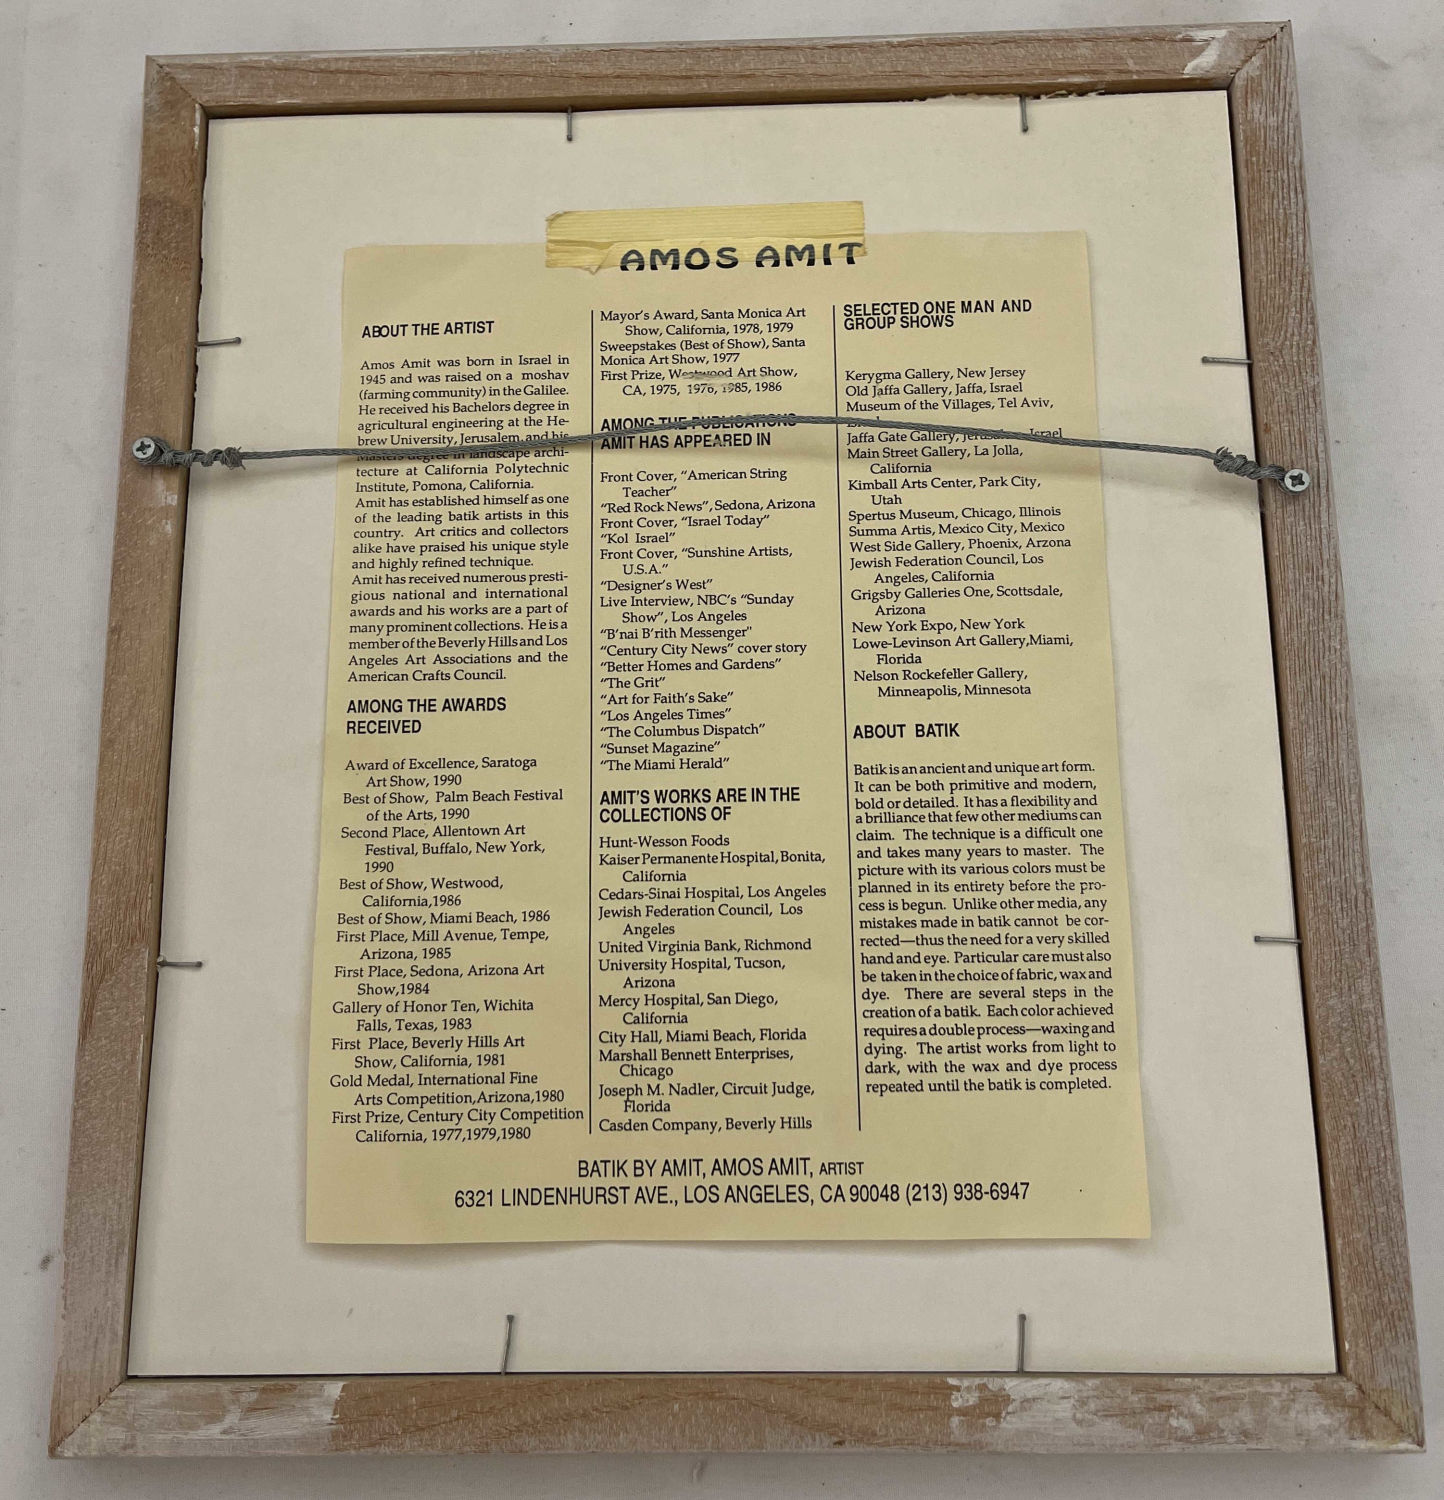 AMOS AMIT
ABOUT THE ARTIST
Amos Amit was born in Israel in
1945 and was raised on a moshav
(farming community) in the Galilee.
He received his Bachelors degree in
agricultural engineering at the He-
brew University, Jerusalem, and his
Masters degree in landscape archi-
tecture at California Polytechnic
Institute, Pomona, California.
Amit has established himself as one
of the leading batik artists in this
country. Art critics and collectors
alike have praised his unique style
and highly refined technique.
Amit has received numerous presti-
gious national and international
awards and his works are a part of
many prominent collections. He is a
member of the Beverly Hills and Los
Angeles Art Associations and the
American Crafts Council.
AMONG THE AWARDS
RECEIVED
Award of Excellence, Saratoga
Art Show, 1990
Best of Show, Palm Beach Festival
of the Arts, 1990
Second Place, Allentown Art
Festival, Buffalo, New York,
1990
Best of Show, Westwood,
California,1986
Best of Show, Miami Beach, 1986
First Place, Mill Avenue, Tempe,
Arizona, 1985
First Place, Sedona, Arizona Art
Show,1984
Gallery of Honor Ten, Wichita
Falls, Texas, 1983
First Place, Beverly Hills Art
Show, California, 1981
Gold Medal, International Fine
Arts Competition,Arizona,1980
First Prize, Century City Competition
California, 1977,1979,1980
Mayor's Award, Santa Monica Art
Show, California, 1978, 1979
Sweepstakes (Best of Show), Santa
Monica Art Show, 1977
First Prize, Westwood Art Show,
CA, 1975, 1976, 1985, 1986
AMONG THE PUBLICATIONS
AMIT HAS APPEARED IN
Front Cover, "American String
Teacher"
"Red Rock News", Sedona, Arizona
Front Cover, "Israel Today"
"Kol Israel"
Front Cover, "Sunshine Artists,
U.S.A."
"Designer's West"
Live Interview, NBC's "Sunday
Show", Los Angeles
"B'nai B'rith Messenger"
"Century City News" cover story
"Better Homes and Gardens"
"The Grit"
"Art for Faith's Sake"
"Los Angeles Times"
"The Columbus Dispatch"
"Sunset Magazine"
"The Miami Herald"
AMIT'S WORKS ARE IN THE
COLLECTIONS OF
Hunt-Wesson Foods
Kaiser Permanente Hospital, Bonita,
California
Cedars-Sinai Hospital, Los Angeles
Jewish Federation Council, Los
Angeles
United Virginia Bank, Richmond
University Hospital, Tucson,
Arizona
Mercy Hospital, San Diego,
California
City Hall, Miami Beach, Florida
Marshall Bennett Enterprises,
Chicago
Joseph M. Nadler, Circuit Judge,
Florida
Casden Company, Beverly Hills
SELECTED ONE MAN AND
GROUP SHOWS
Kerygma Gallery, New Jersey
Old Jaffa Gallery, Jaffa, Israel
Museum of the Villages, Tel Aviv,
Jaffa Gate Gallery, Jerusalem, Israel
Main Street Gallery, La Jolla,
California
Kimball Arts Center, Park City,
Utah
Spertus Museum, Chicago, Illinois
Summa Artis, Mexico City, Mexico
West Side Gallery, Phoenix, Arzona
Jewish Federation Council, Los
Angeles, California
Grigsby Galleries One, Scottsdale,
Arizona
New York Expo, New York
Lowe-Levinson Art Gallery,Miami,
Florida
Nelson Rockefeller Gallery,
Minneapolis, Minnesota
ABOUT BATIK
Batik is an ancient and unique art form.
It can be both primitive and modern,
bold or detailed. It has a flexibility and
a brilliance that few other mediums can
claim. The technique is a difficult one
and takes many years to master. The
picture with its various colors must be
planned in its entirety before the pro-
cess is begun. Unlike other media, any
mistakes made in batik cannot be cor-
rected—thus the need for a very skilled
hand and eye. Particular care must also
be taken in the choice of fabric, wax and
dye. There are several steps in the
creation of a batik. Each color achieved
requires a double process—waxing and
dying. The artist works from light to
dark, with the wax and dye process
repeated until the batik is completed.
BATIK BY AMIT, AMOS AMIT, ARTIST
6321 LINDENHURST AVE., LOS ANGELES, CA 90048 (213) 938-6947